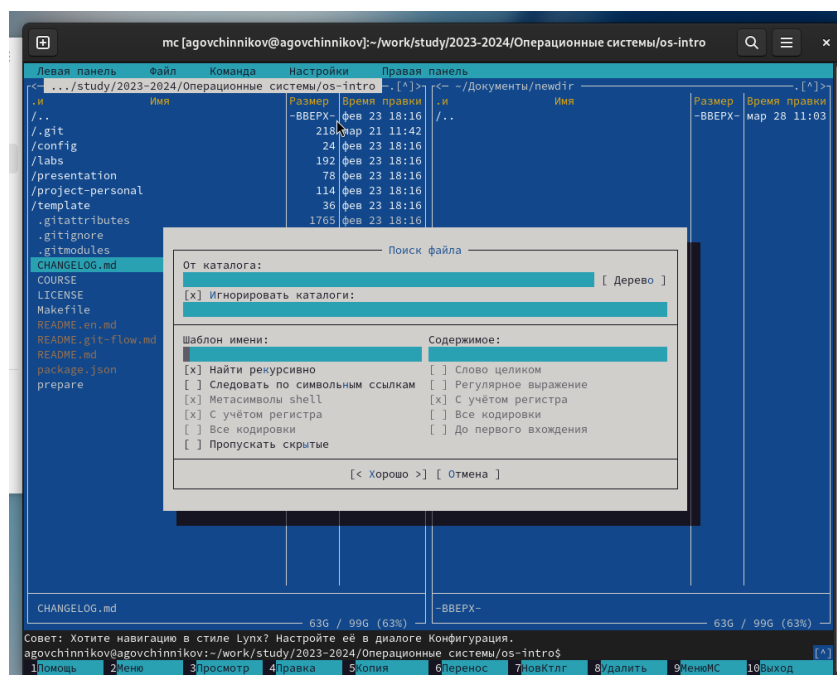 mc [agovchinnikov@agovchinnikov]:~/work/study/2023-2024/Операционные системы/os-intro
Левая панель Файл Команда Настройки Правая панель
<— .../study/2023-2024/Операционные системы/os-intro —.[^]>
<— ~/Документы/newdir —.[^]>
.и Имя Размер Время правки
/.. -ВВЕРХ- фев 23 18:16
/.git 218 мар 21 11:42
/config 24 фев 23 18:16
/labs 192 фев 23 18:16
/presentation 78 фев 23 18:16
/project-personal 114 фев 23 18:16
/template 36 фев 23 18:16
.gitattributes 1765 фев 23 18:16
.gitignore
.gitmodules
CHANGELOG.md
COURSE
LICENSE
Makefile
README.en.md
README.git-flow.md
README.md
package.json
prepare
.и Имя Размер Время правки
/.. -ВВЕРХ- мар 28 11:03
Поиск файла
От каталога:
[ Дерево ]
[x] Игнорировать каталоги:
Шаблон имени:
[x] Найти рекурсивно
[ ] Следовать по символьным ссылкам
[x] Метасимволы shell
[x] С учётом регистра
[ ] Все кодировки
[ ] Пропускать скрытые
Содержимое:
[ ] Слово целиком
[ ] Регулярное выражение
[x] С учётом регистра
[ ] Все кодировки
[ ] До первого вхождения
[< Хорошо >] [ Отмена ]
CHANGELOG.md
63G / 99G (63%)
-ВВЕРХ-
63G / 99G (63%)
Совет: Хотите навигацию в стиле Lynx? Настройте её в диалоге Конфигурация.
agovchinnikov@agovchinnikov:~/work/study/2023-2024/Операционные системы/os-intro$ [^]
1Помощь 2Меню 3Просмотр 4Правка 5Копия 6Перенос 7НовКтлг 8Удалить 9МенюМС 10Выход